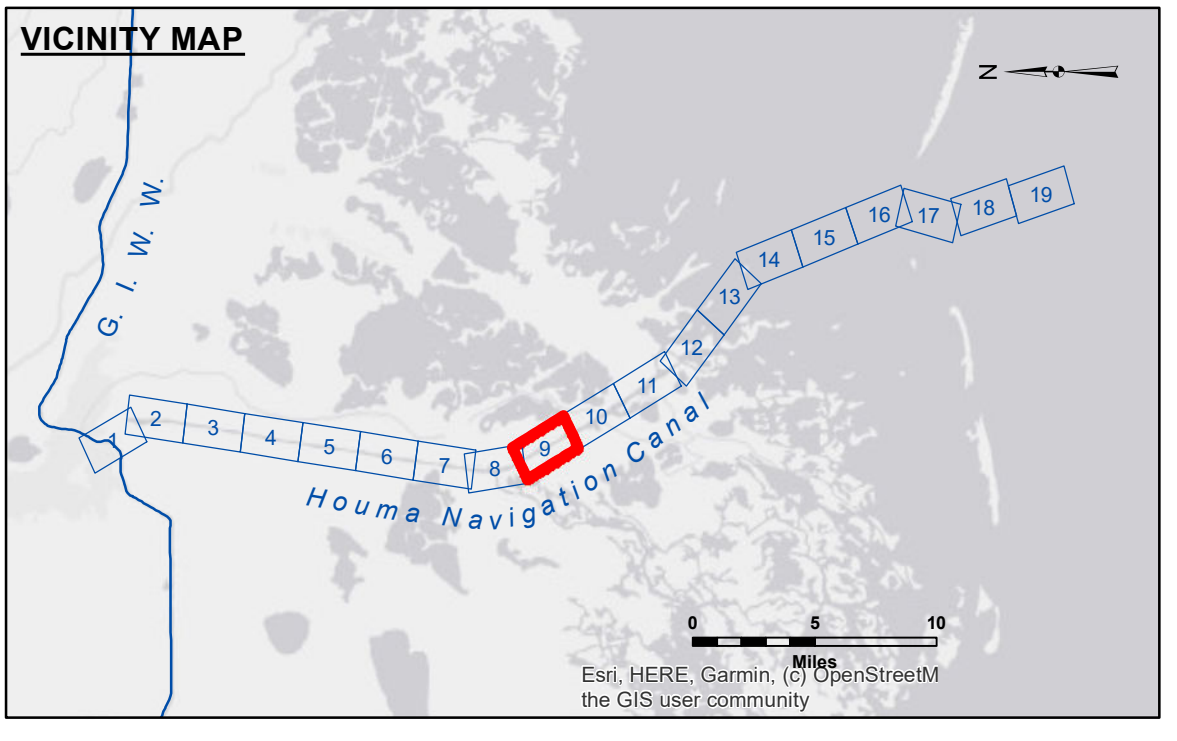 VICINITY MAP
N
G. I. W. W.
1
2
3
4
5
6
7
8
9
10
11
12
13
14
15
16
17
18
19
Houma Navigation Canal
0 5 10
Miles
Esri, HERE, Garmin, (c) OpenStreetM
the GIS user community